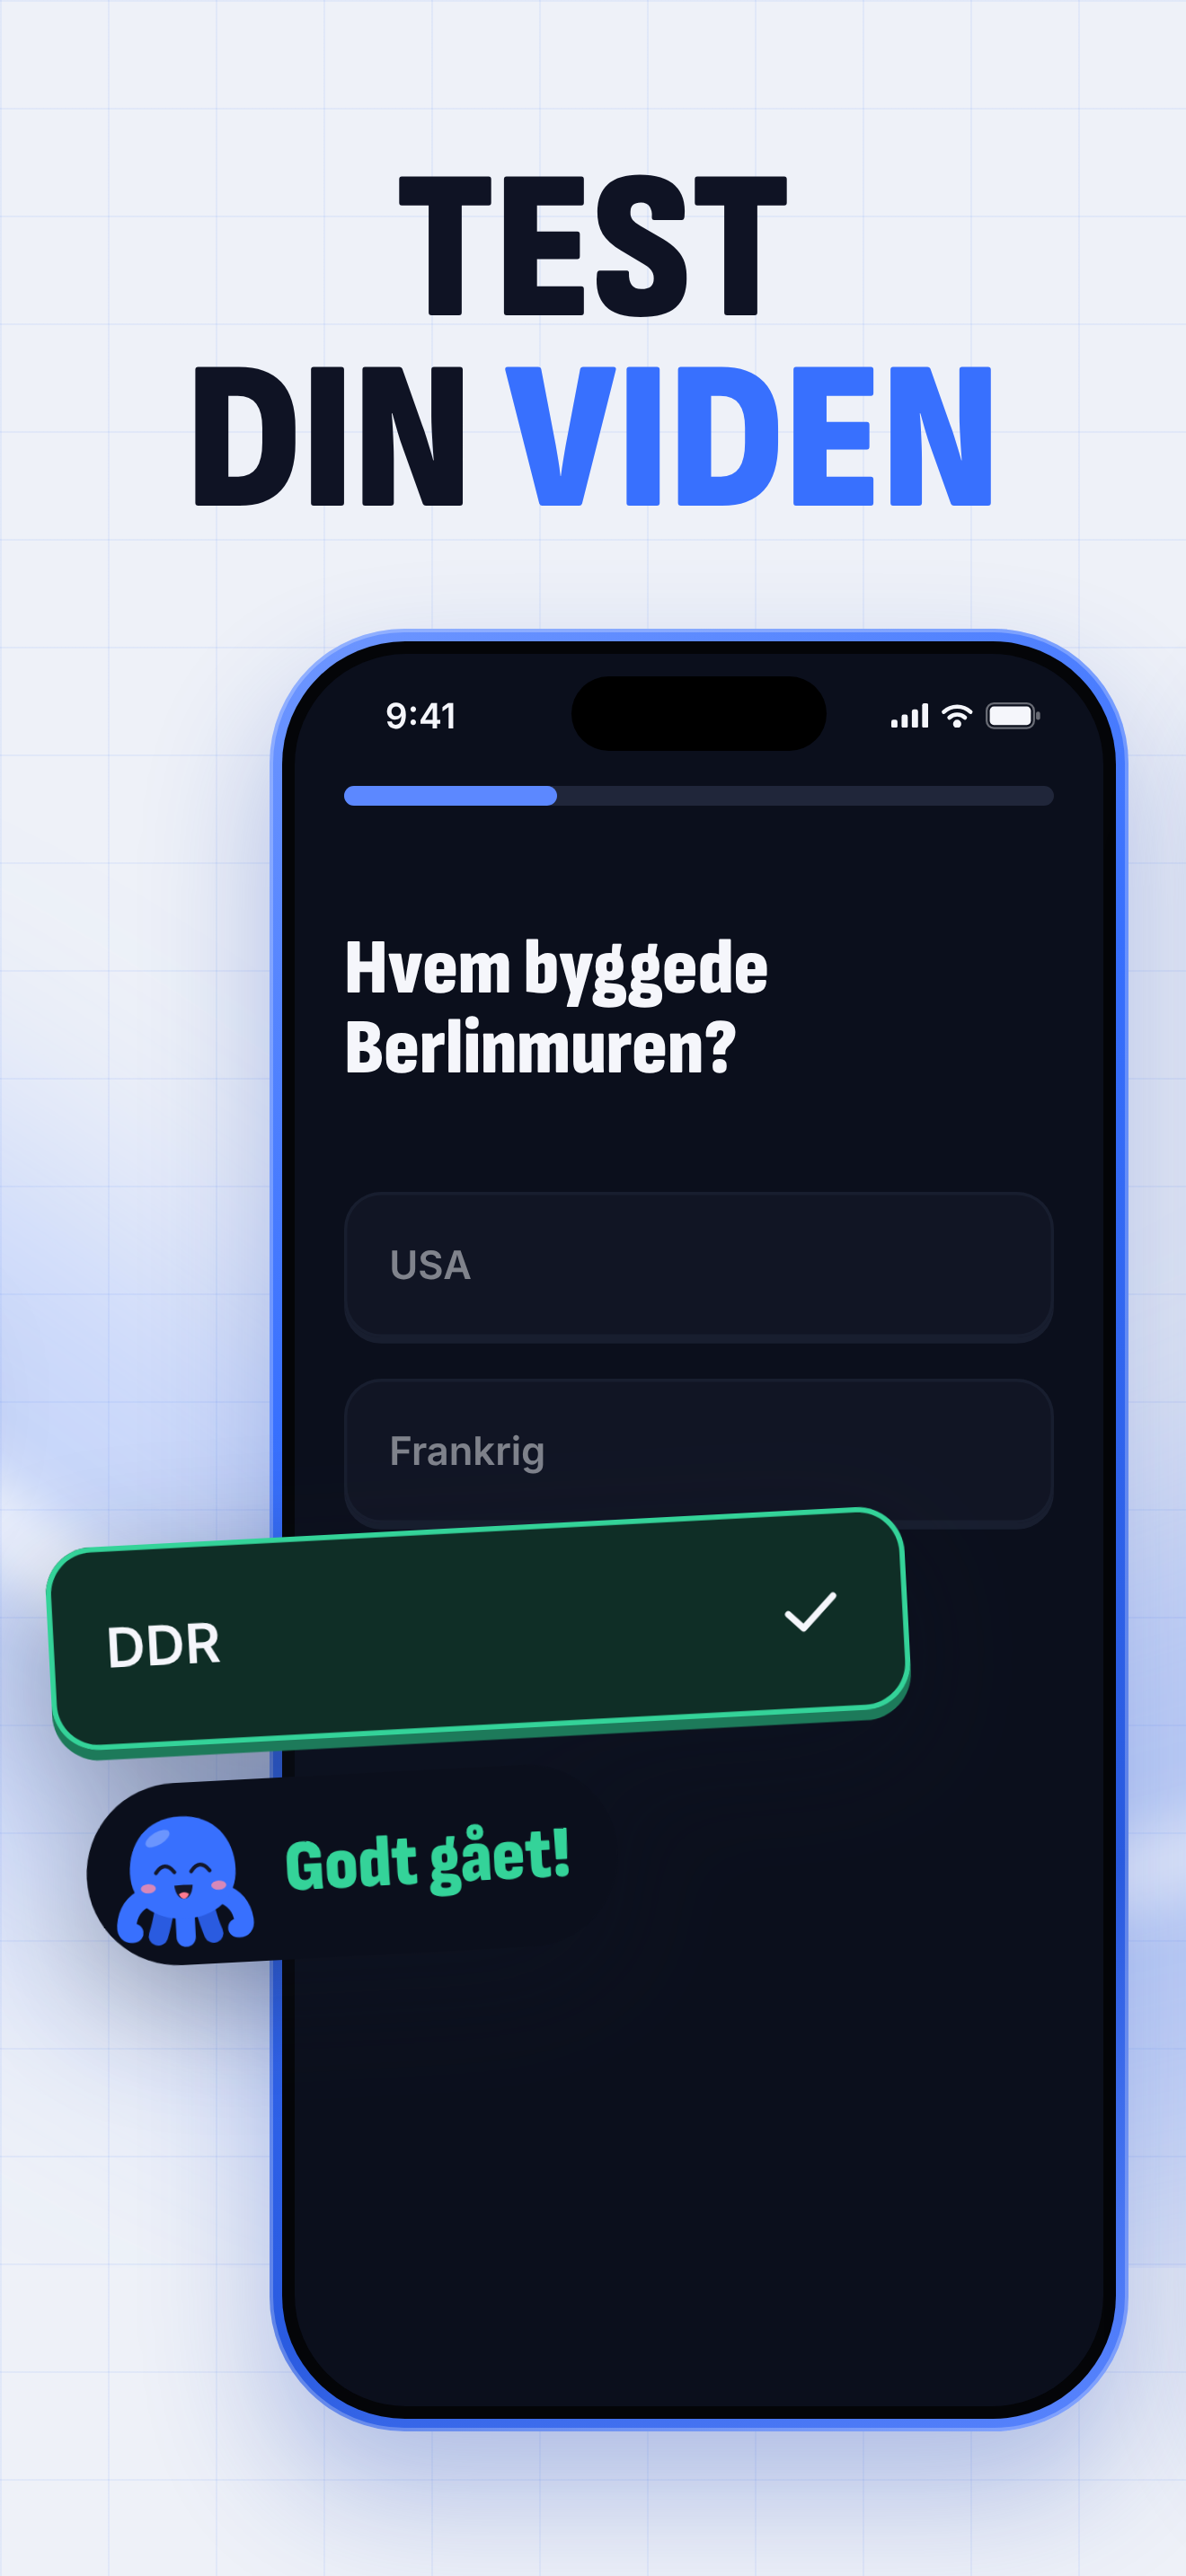 TEST
DIN VIDEN
9:41
Hvem byggede
Berlinmuren?
USA
Frankrig
DDR
Godt gået!